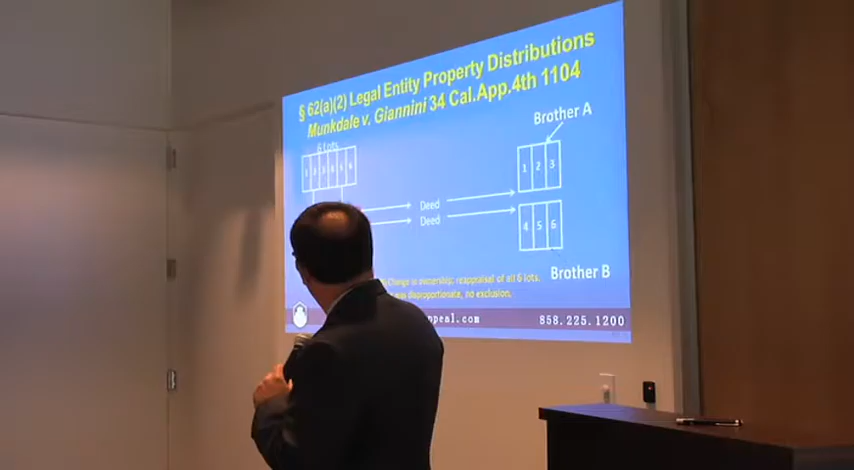 § 62(a)(2) Legal Entity Property Distributions
Munkdale v. Giannini 34 Cal.App.4th 1104
6 Lots
Brother A
1 2 3 4 5 6
1 2 3
Deed
Deed
4 5 6
Change in ownership; reappraisal of all 6 lots.
Brother B
was disproportionate, no exclusion.
ppeal.com
858.225.1200